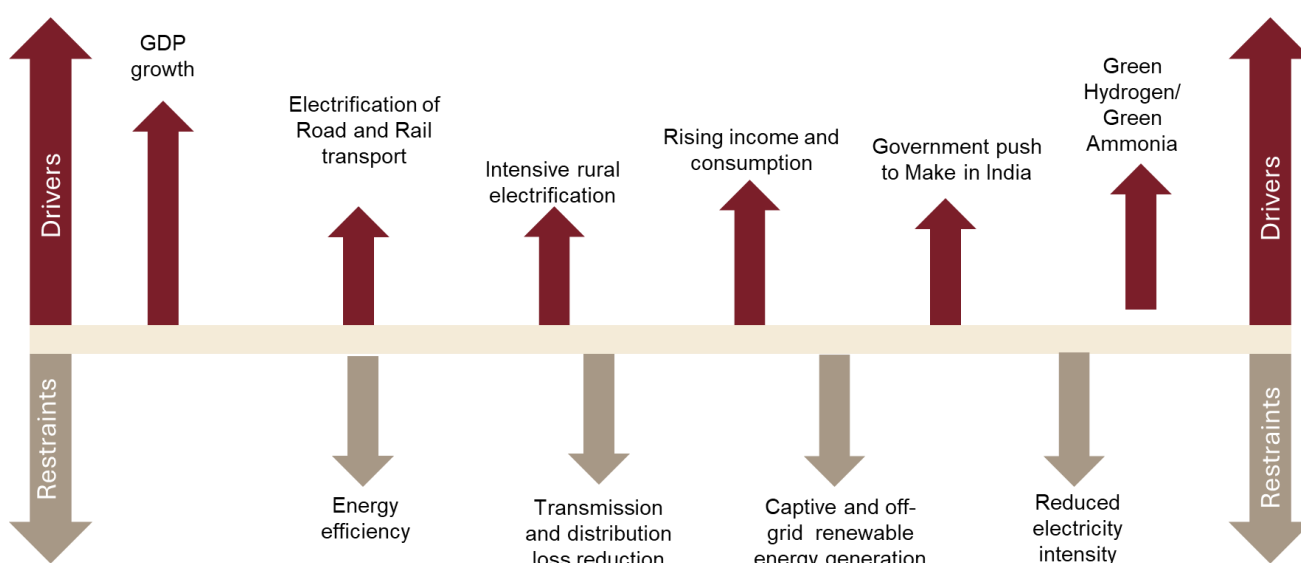 Drivers
GDP
growth
Electrification of
Road and Rail
transport
Intensive rural
electrification
Rising income and
consumption
Government push
to Make in India
Green
Hydrogen/
Green
Ammonia
Drivers
Restraints
Energy
efficiency
Transmission
and distribution
loss reduction
Captive and off-
grid renewable
energy generation
Reduced
electricity
intensity
Restraints